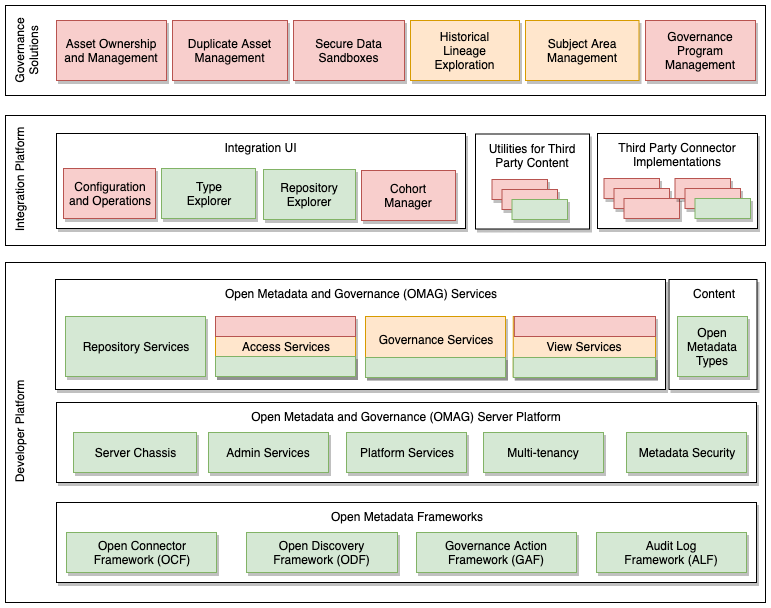 Governance
Solutions
Asset Ownership
and Management
Duplicate Asset
Management
Secure Data
Sandboxes
Historical
Lineage
Exploration
Subject Area
Management
Governance
Program
Management
Integration Platform
Integration UI
Configuration
and Operations
Type
Explorer
Repository
Explorer
Cohort
Manager
Utilities for Third
Party Content
Third Party Connector
Implementations
Developer Platform
Open Metadata and Governance (OMAG) Services
Repository Services
Access Services
Governance Services
View Services
Content
Open
Metadata
Types
Open Metadata and Governance (OMAG) Server Platform
Server Chassis
Admin Services
Platform Services
Multi-tenancy
Metadata Security
Open Metadata Frameworks
Open Connector
Framework (OCF)
Open Discovery
Framework (ODF)
Governance Action
Framework (GAF)
Audit Log
Framework (ALF)